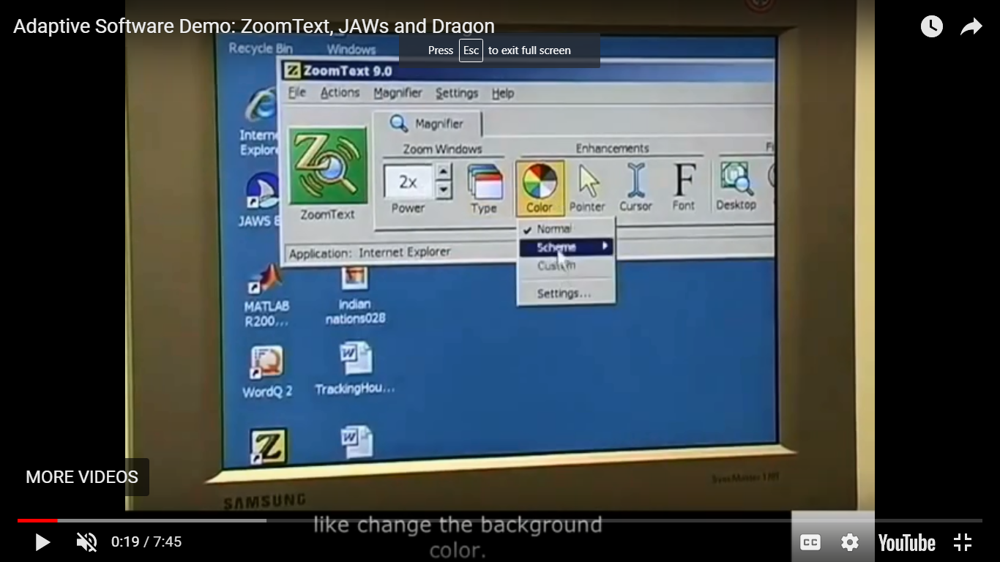 Adaptive Software Demo: ZoomText, JAWs and Dragon
Press Esc to exit full screen
Recycle Bin
Windows
ZoomText 9.0
File Actions Magnifier Settings Help
Magnifier
Zoom Windows
Enhancements
2x
Power
Type
Color
Pointer
Cursor
Font
Desktop
ZoomText
Normal
Scheme
Custom
Settings...
Application: Internet Explorer
Interne
Explore
JAWS
MATLAB
R200...
Indian
nations028
WordQ 2
TrackingHou...
MORE VIDEOS
SAMSUNG
like change the background
color.
0:19 / 7:45
CC
YouTube